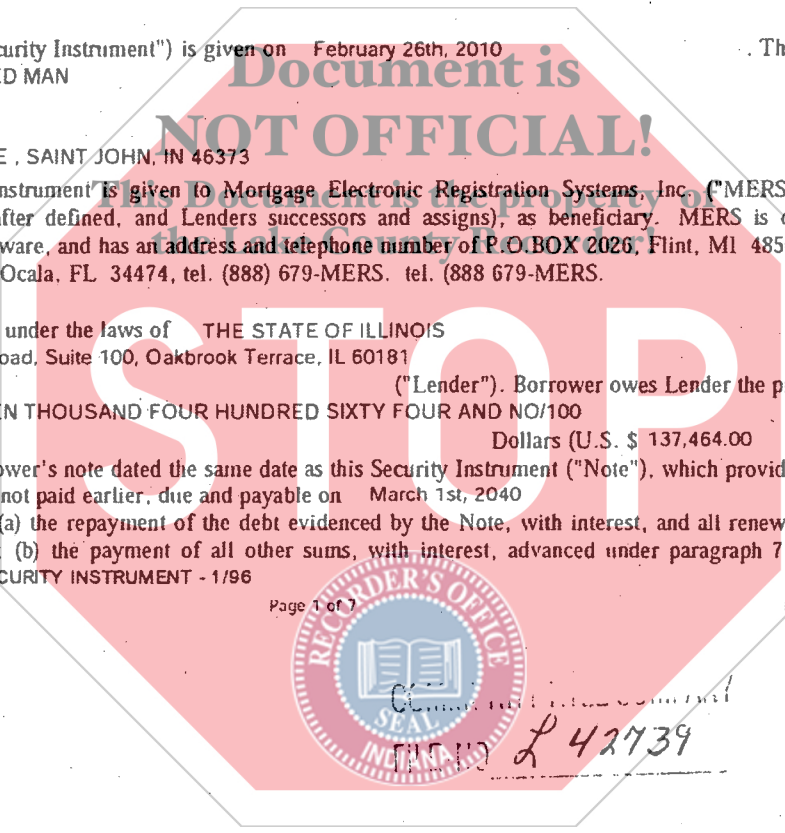 curity Instrument") is given on February 26th, 2010 . Th
ED MAN
Document is
NOT OFFICIAL!
E , SAINT JOHN, IN 46373
This Document is the property of
nstrument is given to Mortgage Electronic Registration Systems, Inc. ("MERS
after defined, and Lenders successors and assigns), as beneficiary. MERS is
the Lake County Recorder!
ware, and has an address and telephone number of P.O.BOX 2026, Flint, MI 485
Ocala, FL 34474, tel. (888) 679-MERS. tel. (888 679-MERS.
under the laws of THE STATE OF ILLINOIS
oad, Suite 100, Oakbrook Terrace, IL 60181
("Lender"). Borrower owes Lender the p
EN THOUSAND FOUR HUNDRED SIXTY FOUR AND NO/100
STOP
Dollars (U.S. $ 137,464.00
ower's note dated the same date as this Security Instrument ("Note"), which provid
not paid earlier, due and payable on March 1st, 2040
(a) the repayment of the debt evidenced by the Note, with interest, and all renew
(b) the payment of all other sums, with interest, advanced under paragraph 7
CURITY INSTRUMENT - 1/96
Page 1 of 7
RECORDER'S OFFICE
SEAL
INDIANA
L 42739